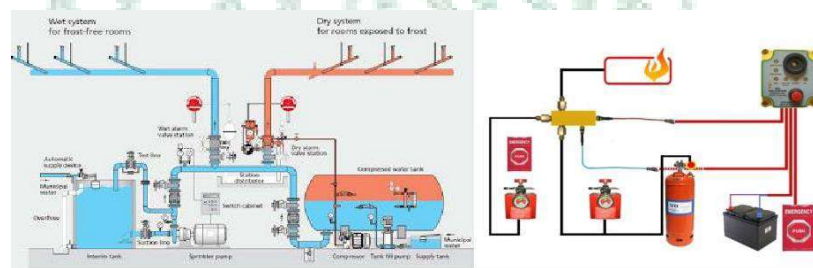 Wet system
for frost-free rooms
Dry system
for rooms exposed to frost
Wet alarm
valve station
Dry alarm
valve station
Test line
Automatic
supply device
Municipal
water
Overflow
Station
distributor
Switch cabinet
Compressed water tank
Suction line
Interim tank
Sprinkler pump
Compressor
Tank fill pump
Supply tank
Municipal
water
EMERGENCY
PUSH
EMERGENCY
PUSH